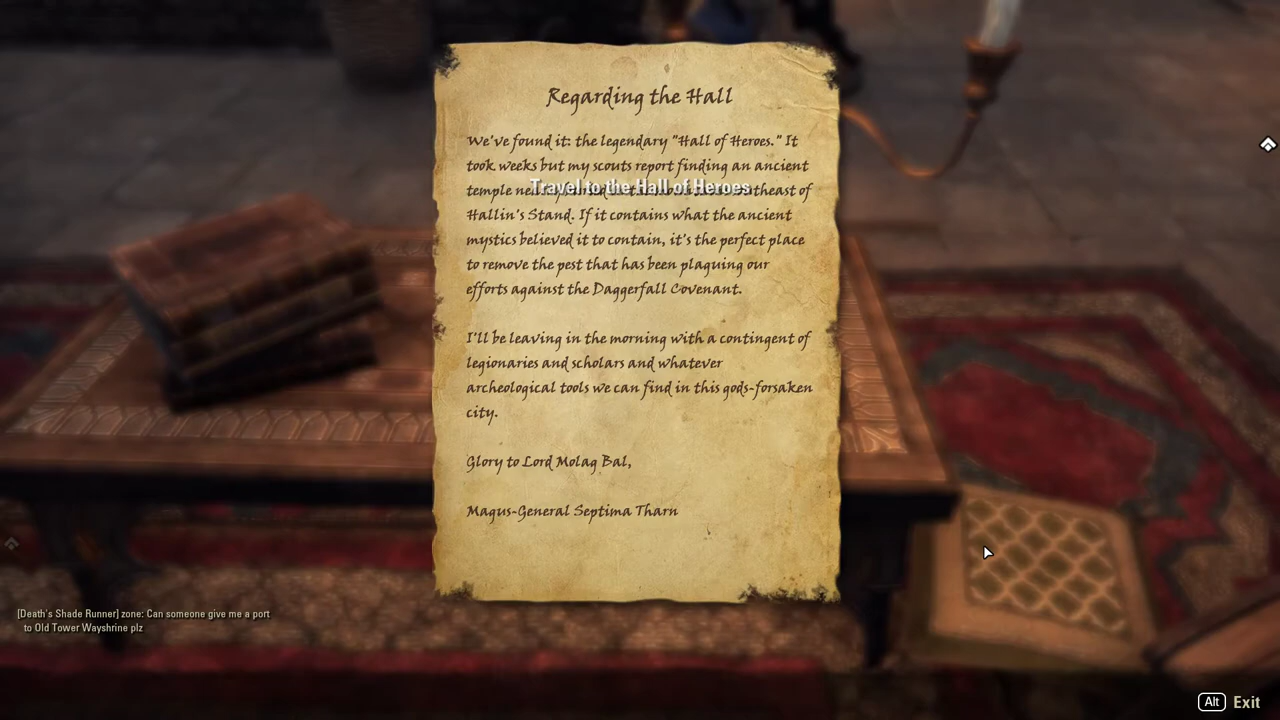 Regarding the Hall
We've found it: the legendary "Hall of Heroes." It
took weeks but my scouts report finding an ancient
temple
Travel to the Hall of Heroes
of
Hallin's Stand. If it contains what the ancient
mystics believed it to contain, it's the perfect place
to remove the pest that has been plaguing our
efforts against the Daggerfall Covenant.
I'll be leaving in the morning with a contingent of
legionaries and scholars and whatever
archeological tools we can find in this gods-forsaken
city.
Glory to Lord Molag Bal,
Magus-General Septima Tharn
[Death's Shade Runner] zone: Can someone give me a port
to Old Tower Wayshrine plz
Alt Exit